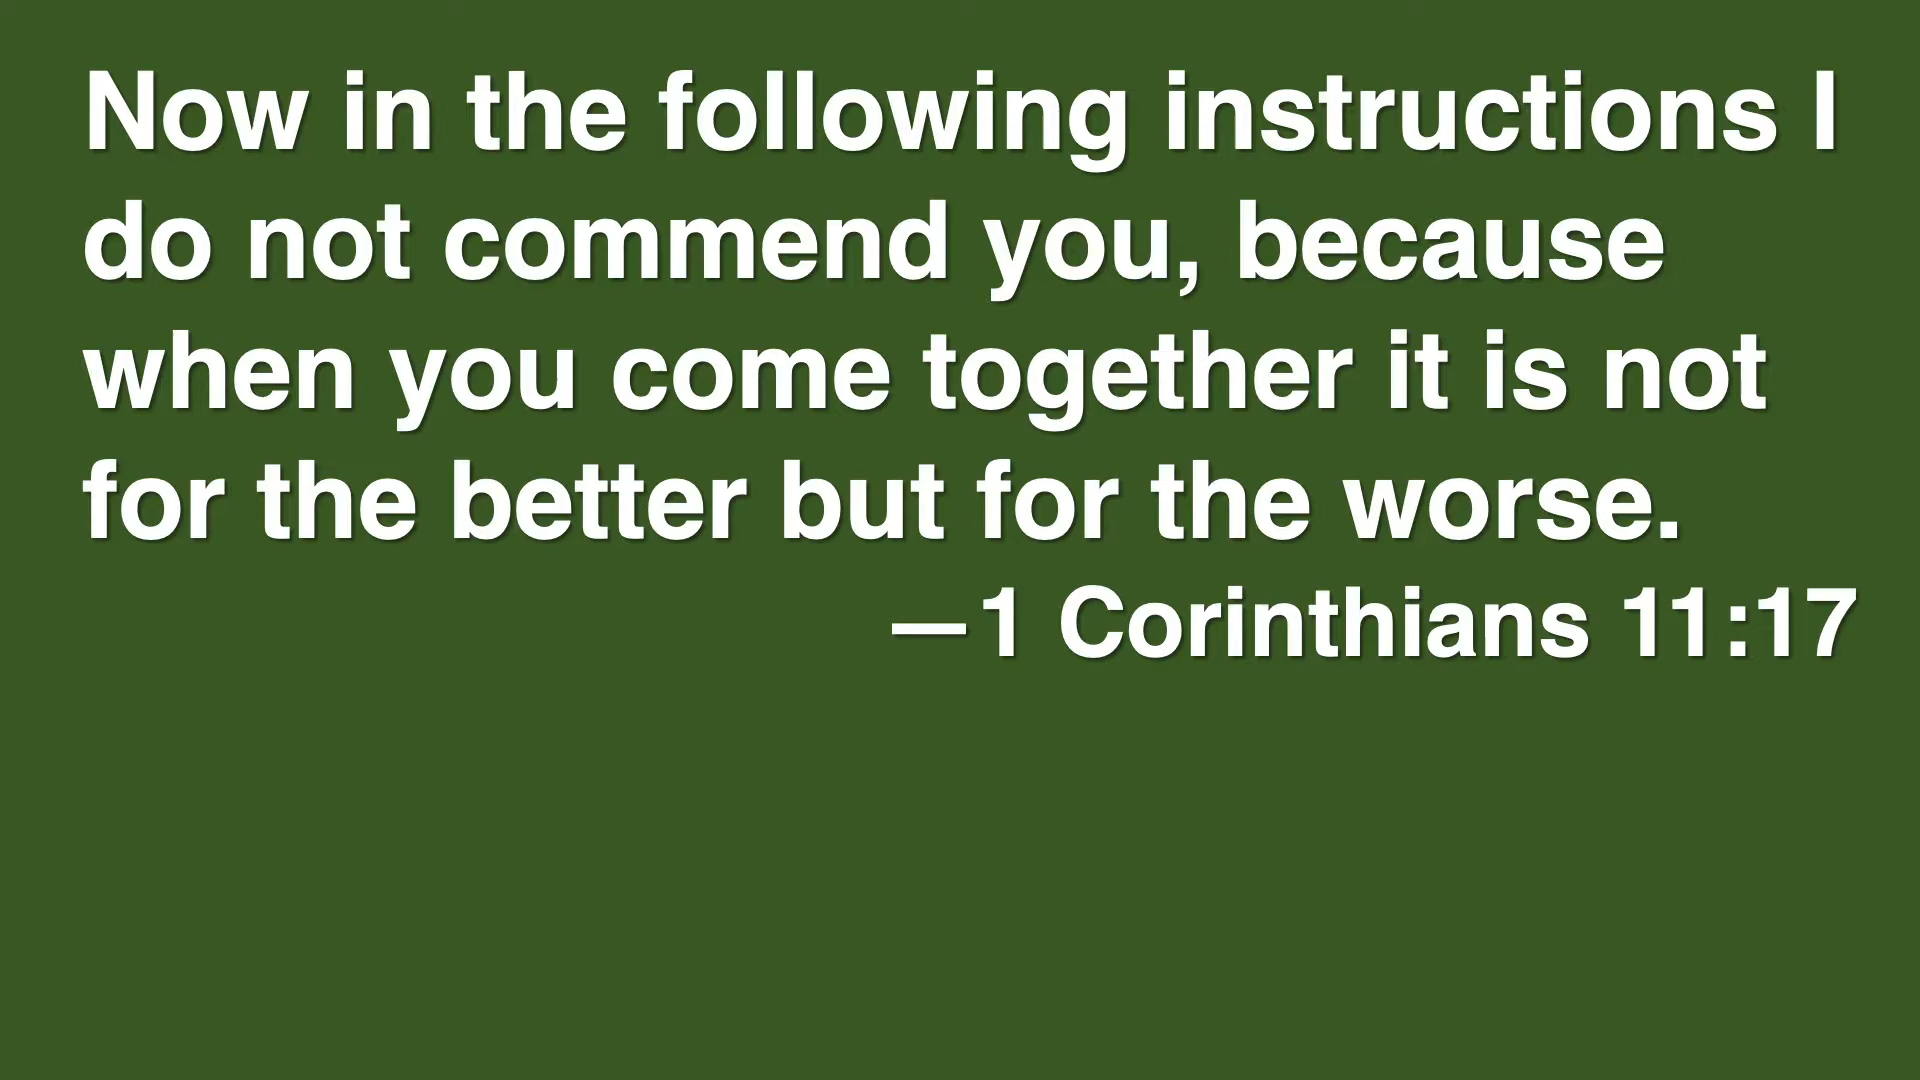 Now in the following instructions I
do not commend you, because
when you come together it is not
for the better but for the worse.
—1 Corinthians 11:17